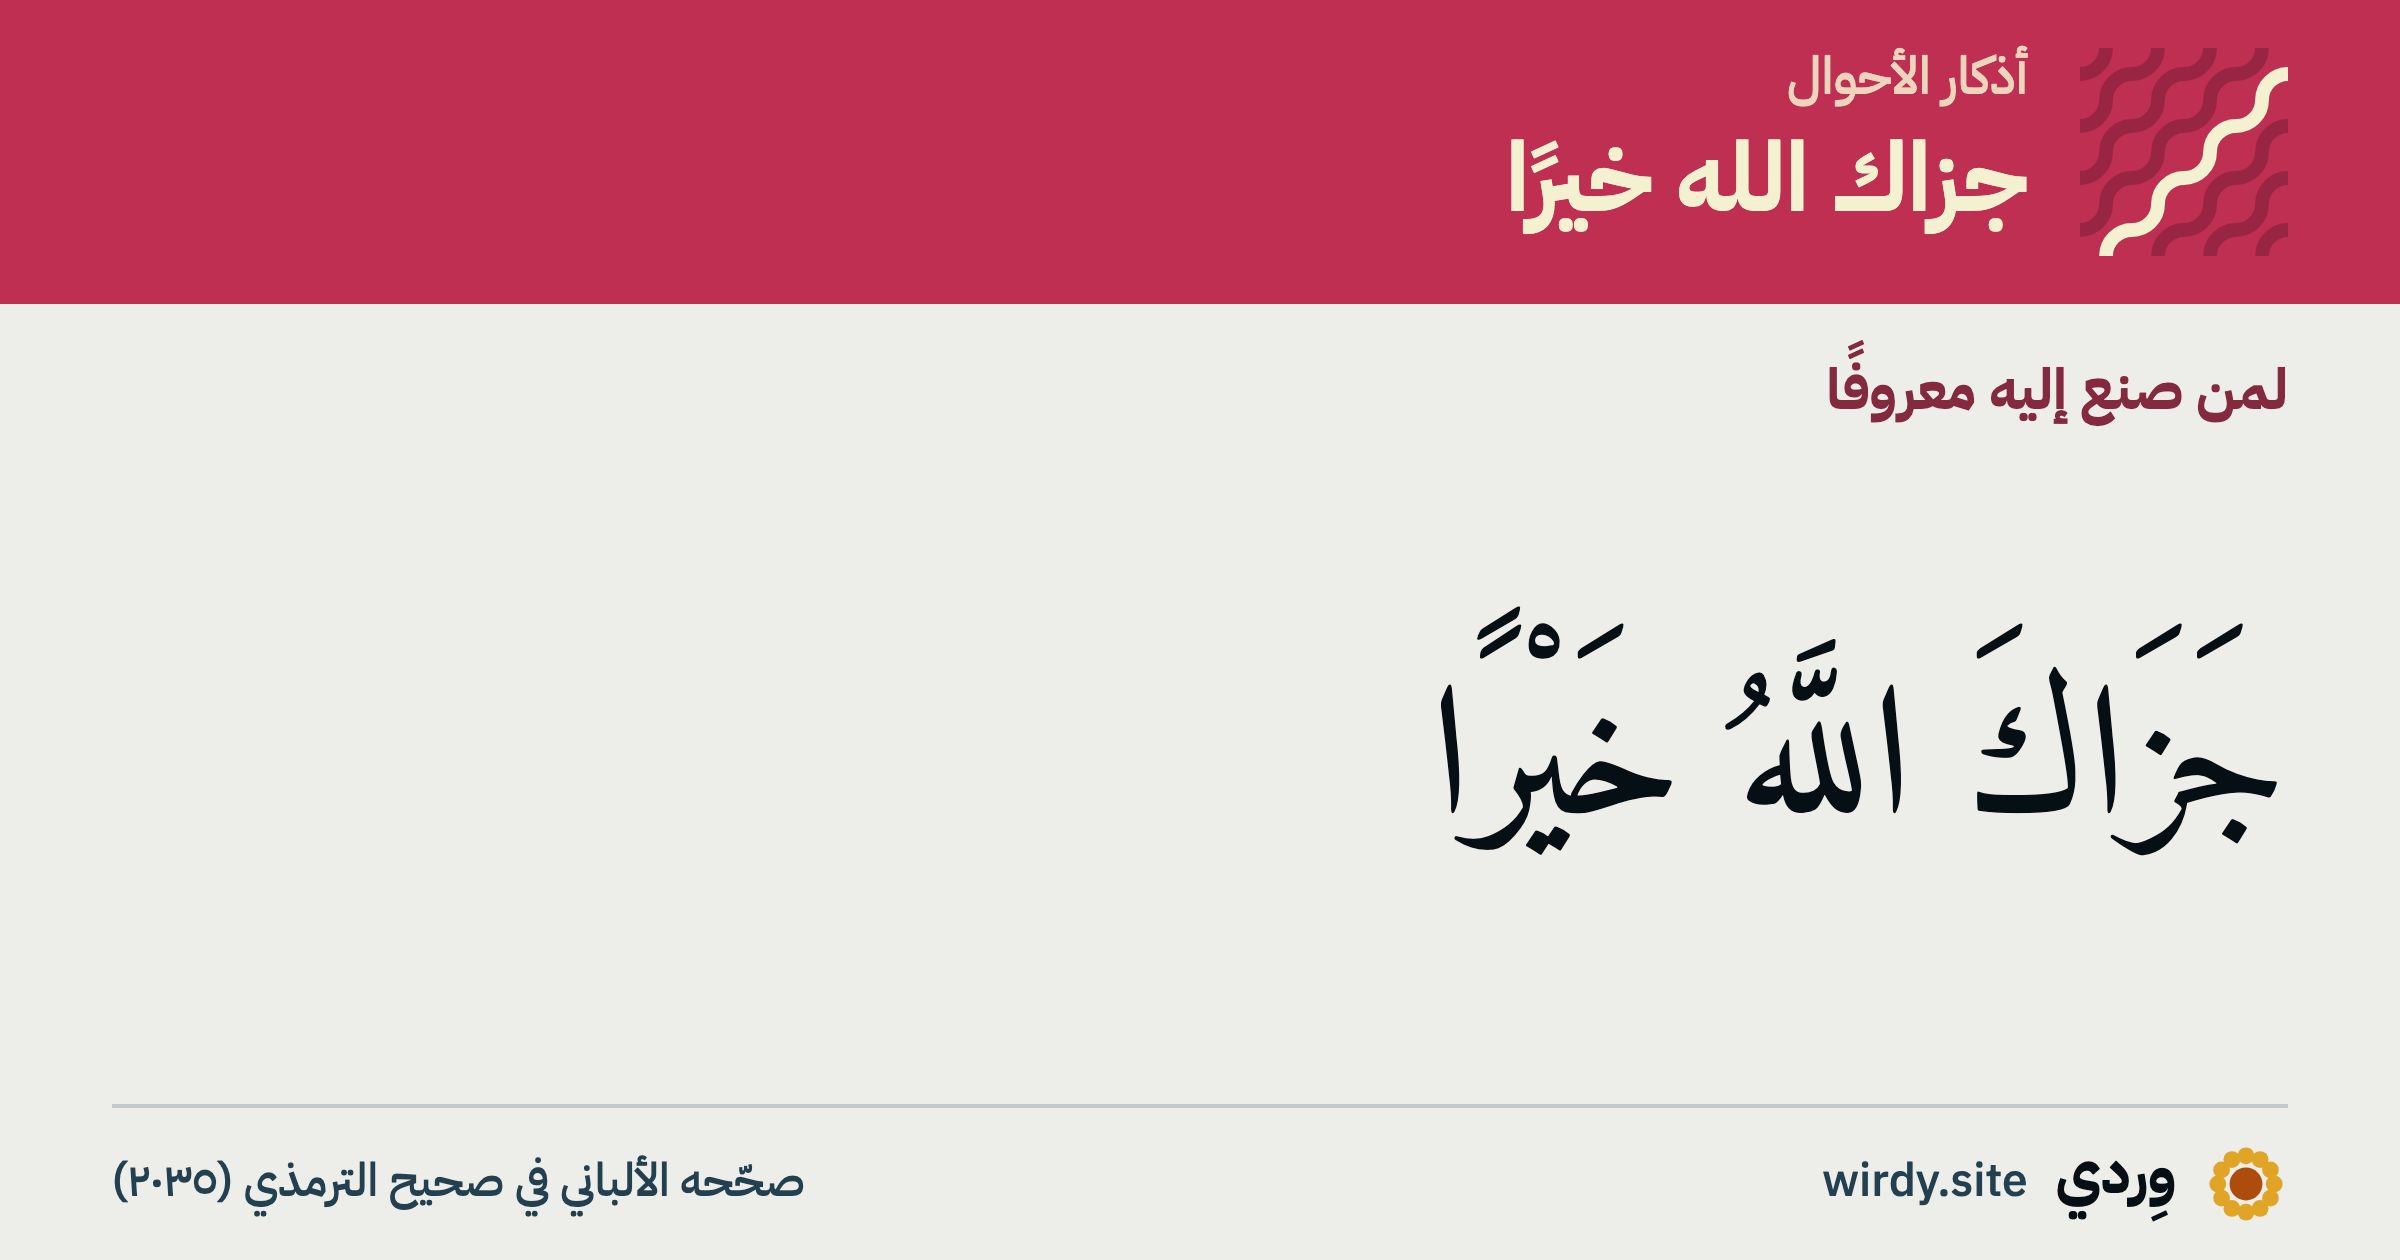 أذكار الأحوال
جزاك الله خيرًا
لمن صنع إليه معروفًا
جَزَاكَ اللَّهُ خَيْرًا
وِردي wirdy.site
صحّحه الألباني في صحيح الترمذي (٢٠٣٥)